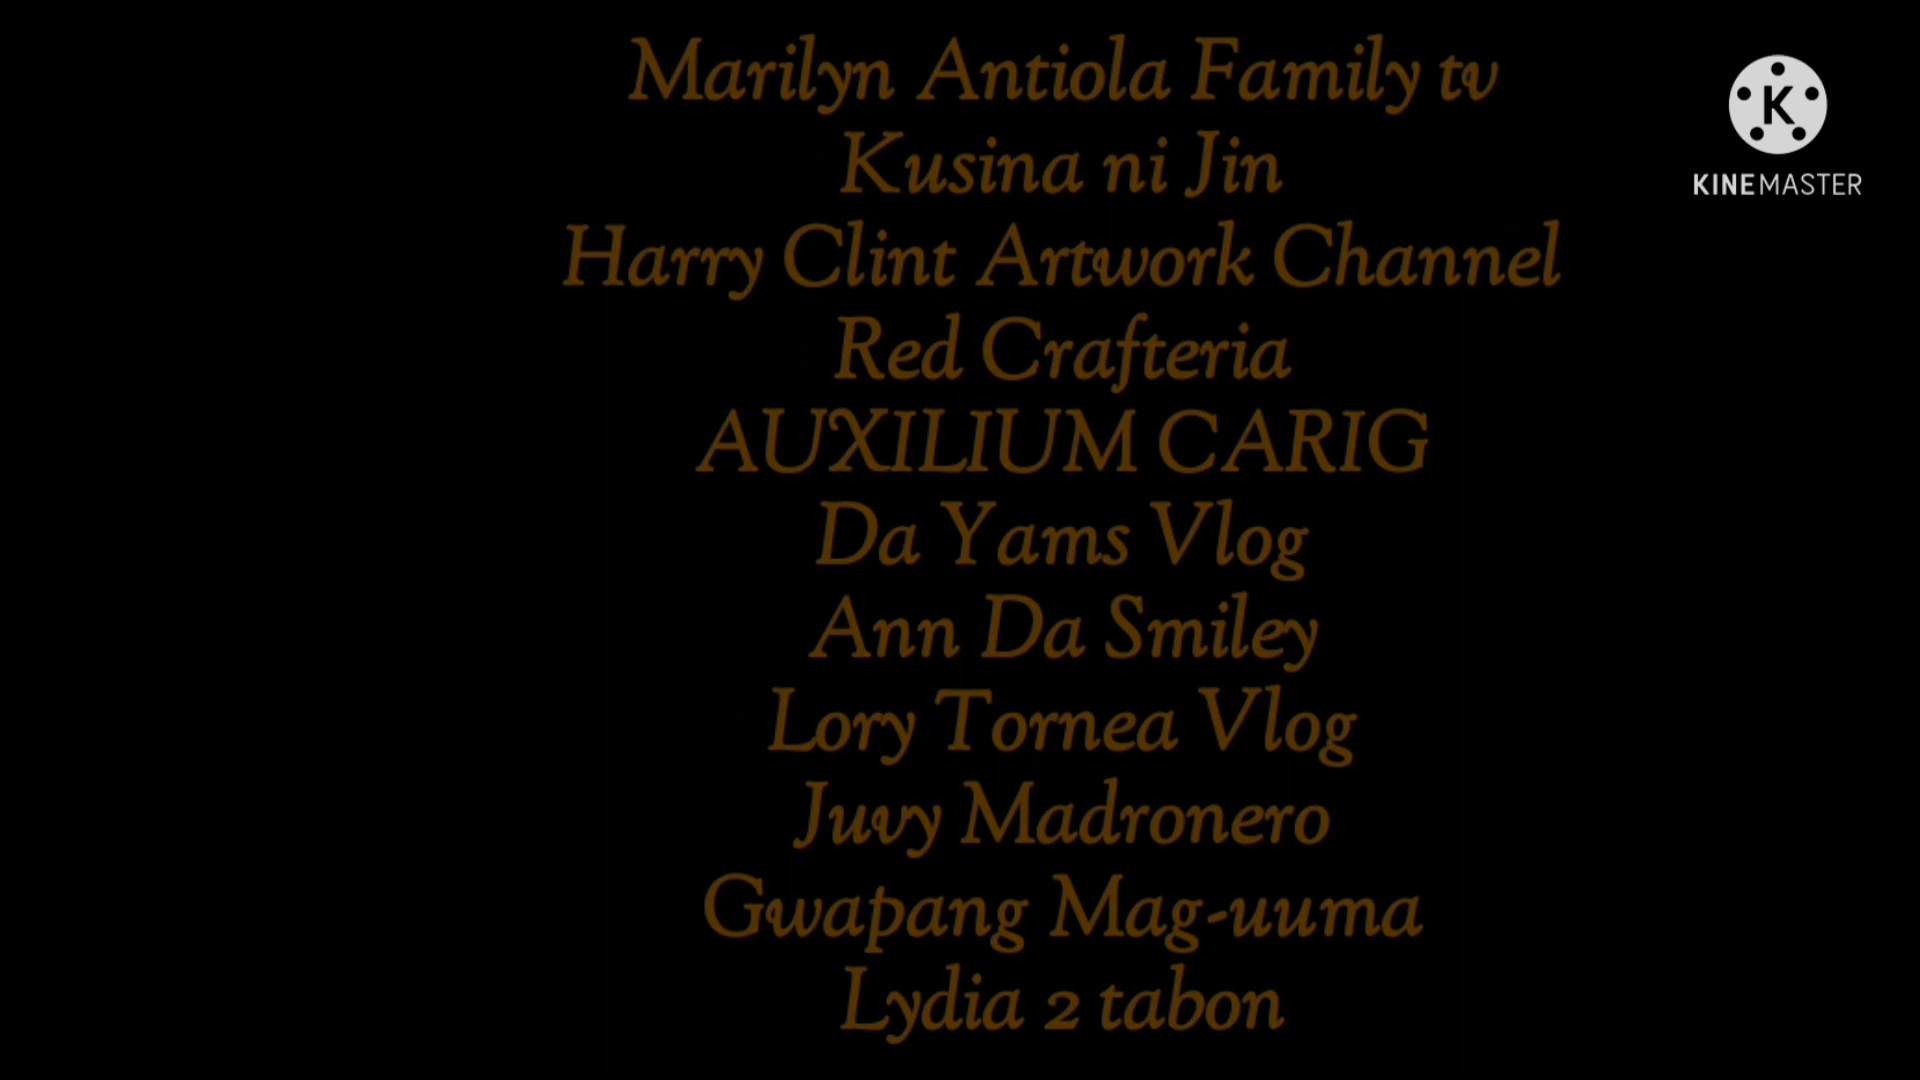 Marilyn Antiola Family tv
Kusina ni Jin
Harry Clint Artwork Channel
Red Crafteria
AUXILIUM CARIG
Da Yams Vlog
Ann Da Smiley
Lory Tornea Vlog
Juvy Madronero
Gwapang Mag-uuma
Lydia 2 tabon
K
KINEMASTER